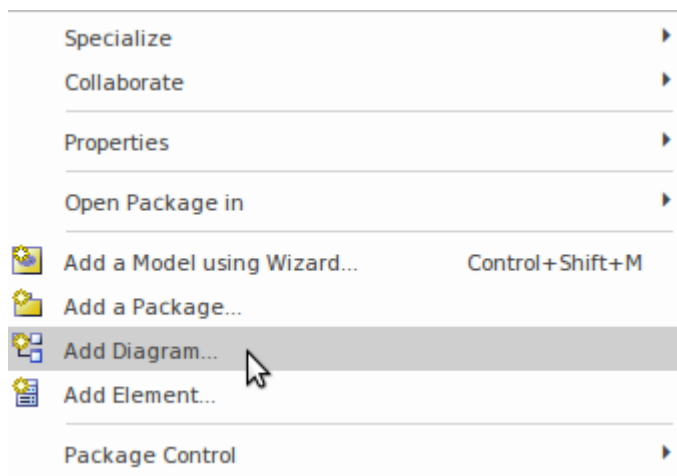 Specialize
Collaborate
Properties
Open Package in
Add a Model using Wizard... Control+Shift+M
Add a Package...
Add Diagram...
Add Element...
Package Control